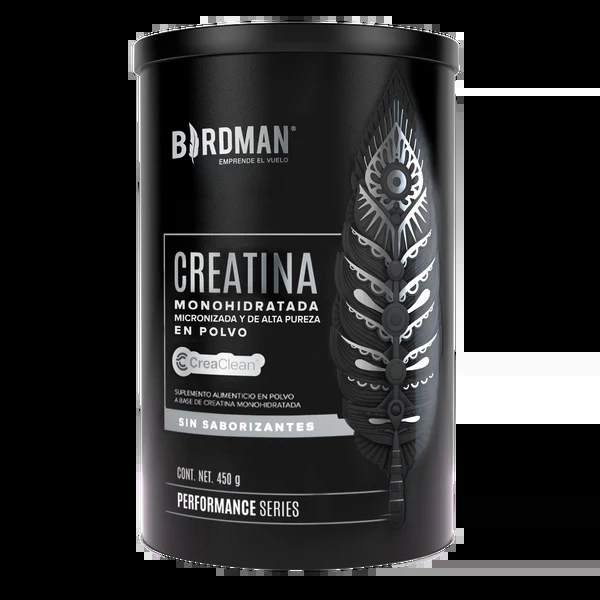 BIRDMAN®
EMPRENDE EL VUELO
CREATINA
MONOHIDRATADA
MICRONIZADA Y DE ALTA PUREZA
EN POLVO
CreaClean
SUPLEMENTO ALIMENTICIO EN POLVO
A BASE DE CREATINA MONOHIDRATADA
SIN SABORIZANTES
CONT. NET. 450 g
PERFORMANCE SERIES